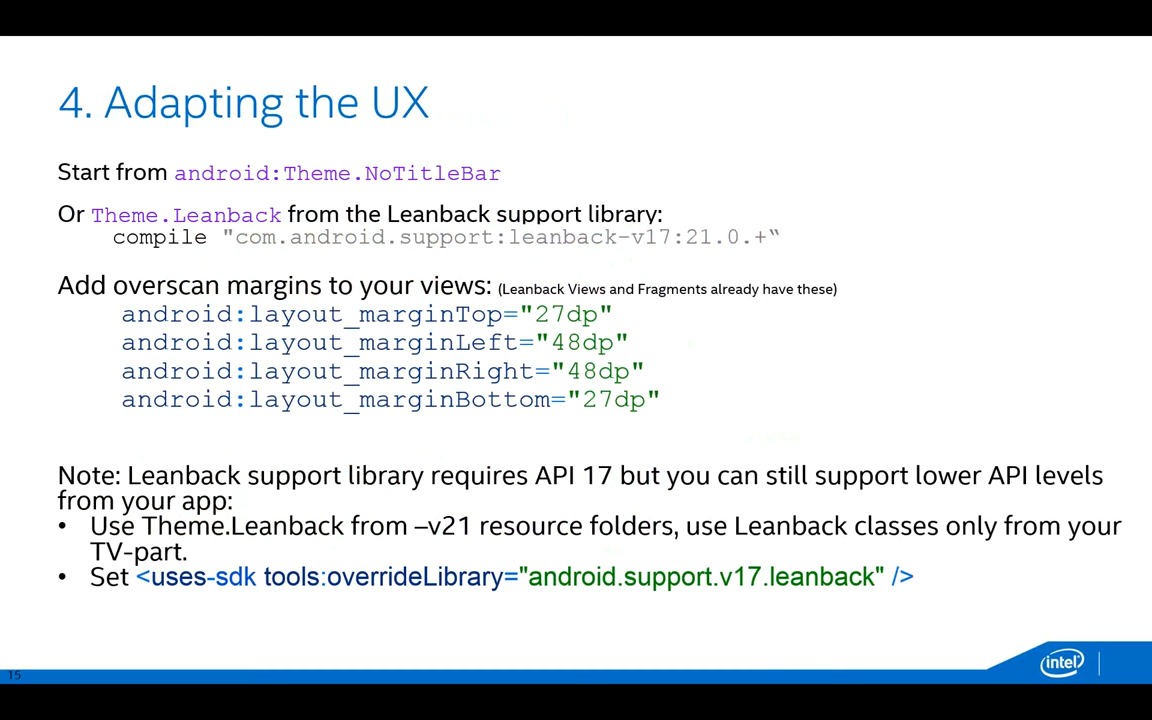 4. Adapting the UX
Start from android:Theme.NoTitleBar
Or Theme.Leanback from the Leanback support library:
compile "com.android.support:leanback-v17:21.0.+“
Add overscan margins to your views: (Leanback Views and Fragments already have these)
android:layout_marginTop="27dp"
android:layout_marginLeft="48dp"
android:layout_marginRight="48dp"
android:layout_marginBottom="27dp"
Note: Leanback support library requires API 17 but you can still support lower API levels
from your app:
• Use Theme.Leanback from –v21 resource folders, use Leanback classes only from your
TV-part.
• Set <uses-sdk tools:overrideLibrary="android.support.v17.leanback" />
15
intel